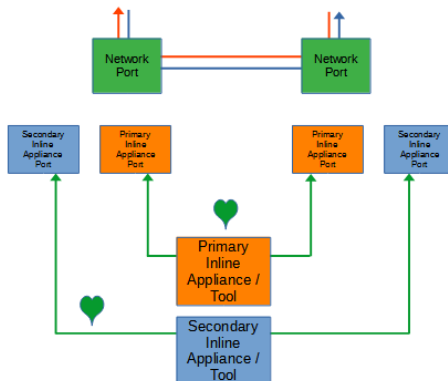 Network
Port
Network
Port
Secondary
Inline
Appliance
Port
Primary
Inline
Appliance
Port
Primary
Inline
Appliance
Port
Secondary
Inline
Appliance
Port
Primary
Inline
Appliance /
Tool
Secondary
Inline
Appliance /
Tool